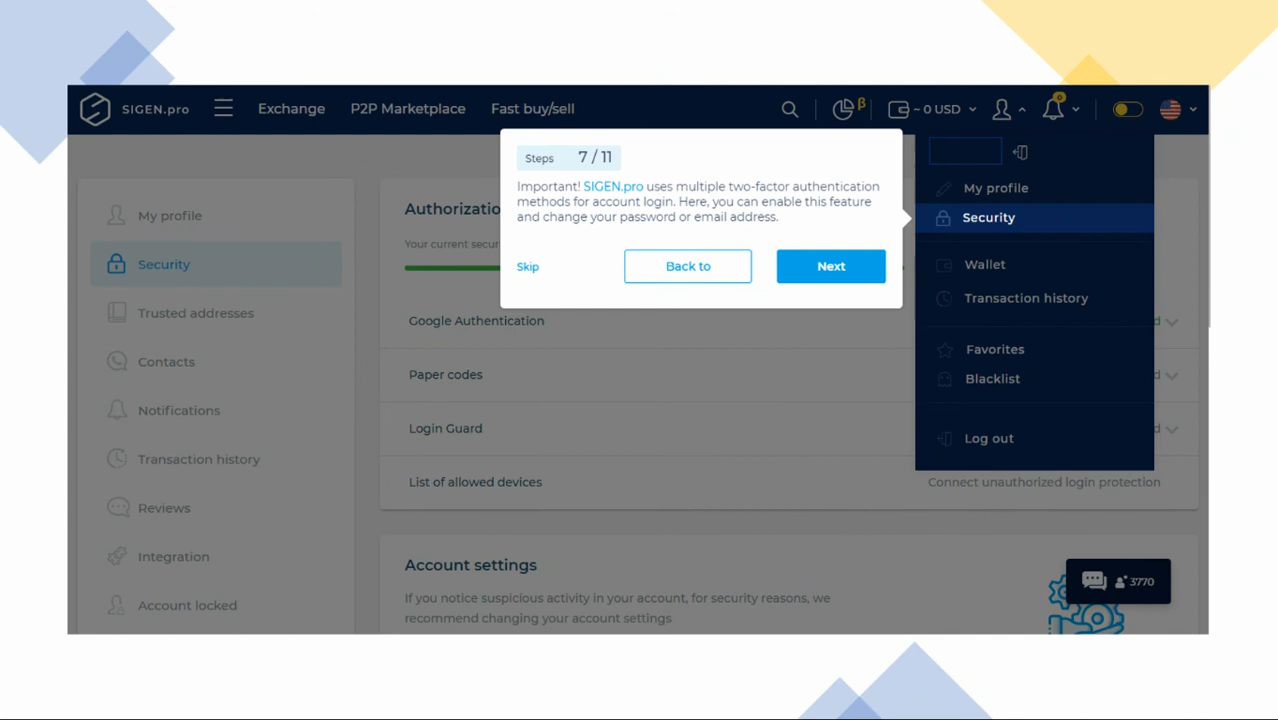 SIGEN.pro
Exchange
P2P Marketplace
Fast buy/sell
β
~ 0 USD
0
Steps 7 / 11
Important! SIGEN.pro uses multiple two-factor authentication
methods for account login. Here, you can enable this feature
and change your password or email address.
Skip
Back to
Next
My profile
Security
Wallet
Transaction history
Favorites
Blacklist
Log out
My profile
Security
Trusted addresses
Contacts
Notifications
Transaction history
Reviews
Integration
Account locked
Your current
Google Authentication
Paper codes
Login Guard
List of allowed devices
Connect unauthorized login protection
Account settings
If you notice suspicious activity in your account, for security reasons, we
recommend changing your account settings
3770